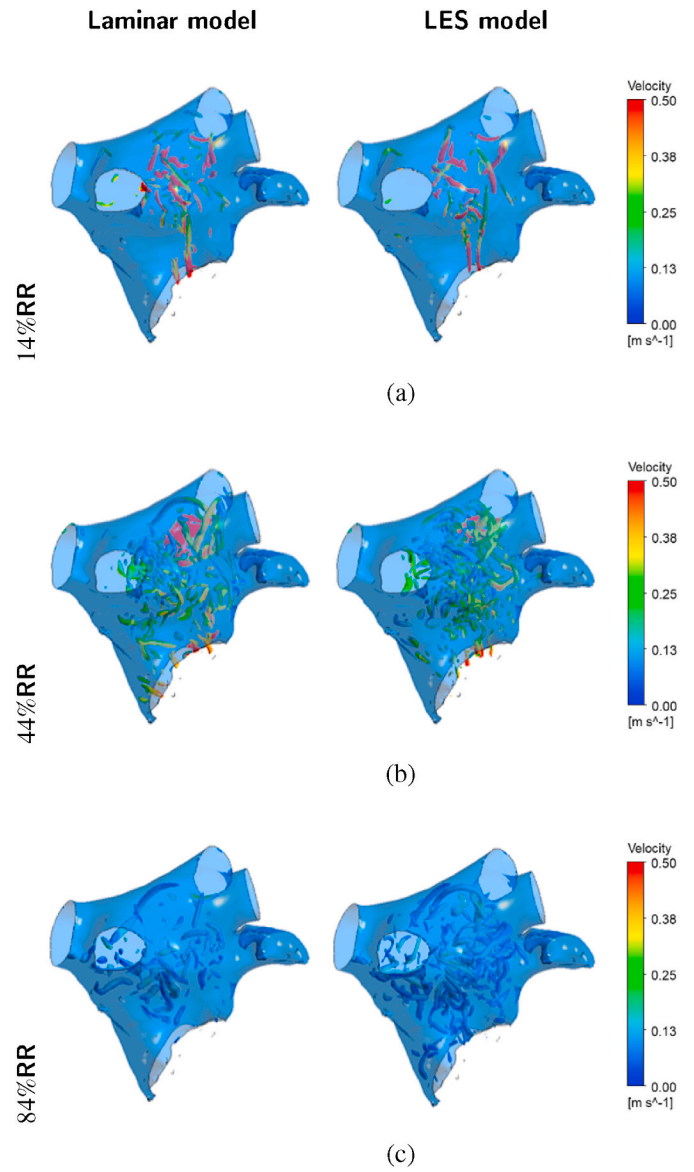 Laminar model LES model
Velocity
0.50
0.38
0.25
0.13
0.00
[m s^-1]
14%RR
(a)
Velocity
0.50
0.38
0.25
0.13
0.00
[m s^-1]
44%RR
(b)
Velocity
0.50
0.38
0.25
0.13
0.00
[m s^-1]
84%RR
(c)